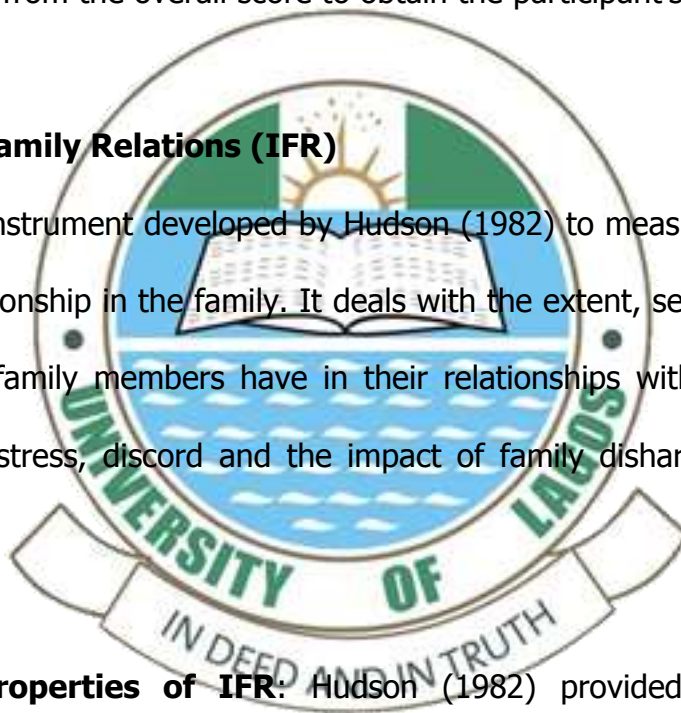 from the overall score to obtain the participant's
amily Relations (IFR)
nstrument developed by Hudson (1982) to meas
onship in the family. It deals with the extent, se
family members have in their relationships with
stress, discord and the impact of family dishar
UNIVERSITY OF LAGOS
IN DEED AND IN TRUTH
roperties of IFR: Hudson (1982) provided